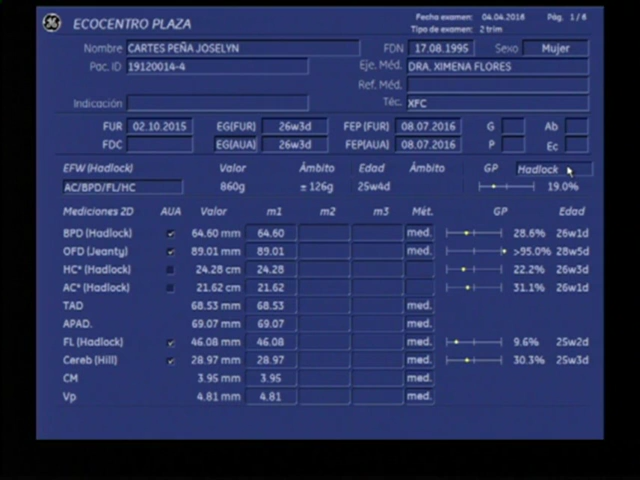 GE ECOCENTRO PLAZA Fecha examen: 04.04.2016 Pág. 1/6
Tipo de examen: 2 trim
Nombre CARTES PEÑA JOSELYN FDN 17.08.1995 Sexo Mujer
Pac. ID 19120014-4 Eje. Méd. DRA. XIMENA FLORES
Ref. Méd.
Indicación Téc. XFC
FUR 02.10.2015 EG(FUR) 26w3d FEP (FUR) 08.07.2016 G Ab
FDC EG(AUA) 26w3d FEP(AUA) 08.07.2016 P Ec
EFW (Hadlock) Valor Ámbito Edad Ámbito GP Hadlock
AC/BPD/FL/HC 860g ± 126g 25w4d 19.0%
Mediciones 2D AUA Valor m1 m2 m3 Mét. GP Edad
BPD (Hadlock) 64.60 mm 64.60 med. 28.6% 26w1d
OFD (Jeanty) 89.01 mm 89.01 med. >95.0% 28w5d
HC* (Hadlock) 24.28 cm 24.28 22.2% 26w3d
AC* (Hadlock) 21.62 cm 21.62 31.1% 26w1d
TAD 68.53 mm 68.53 med.
APAD. 69.07 mm 69.07 med.
FL (Hadlock) 46.08 mm 46.08 med. 9.6% 25w2d
Cereb (Hill) 28.97 mm 28.97 med. 30.3% 25w3d
CM 3.95 mm 3.95 med.
Vp 4.81 mm 4.81 med.